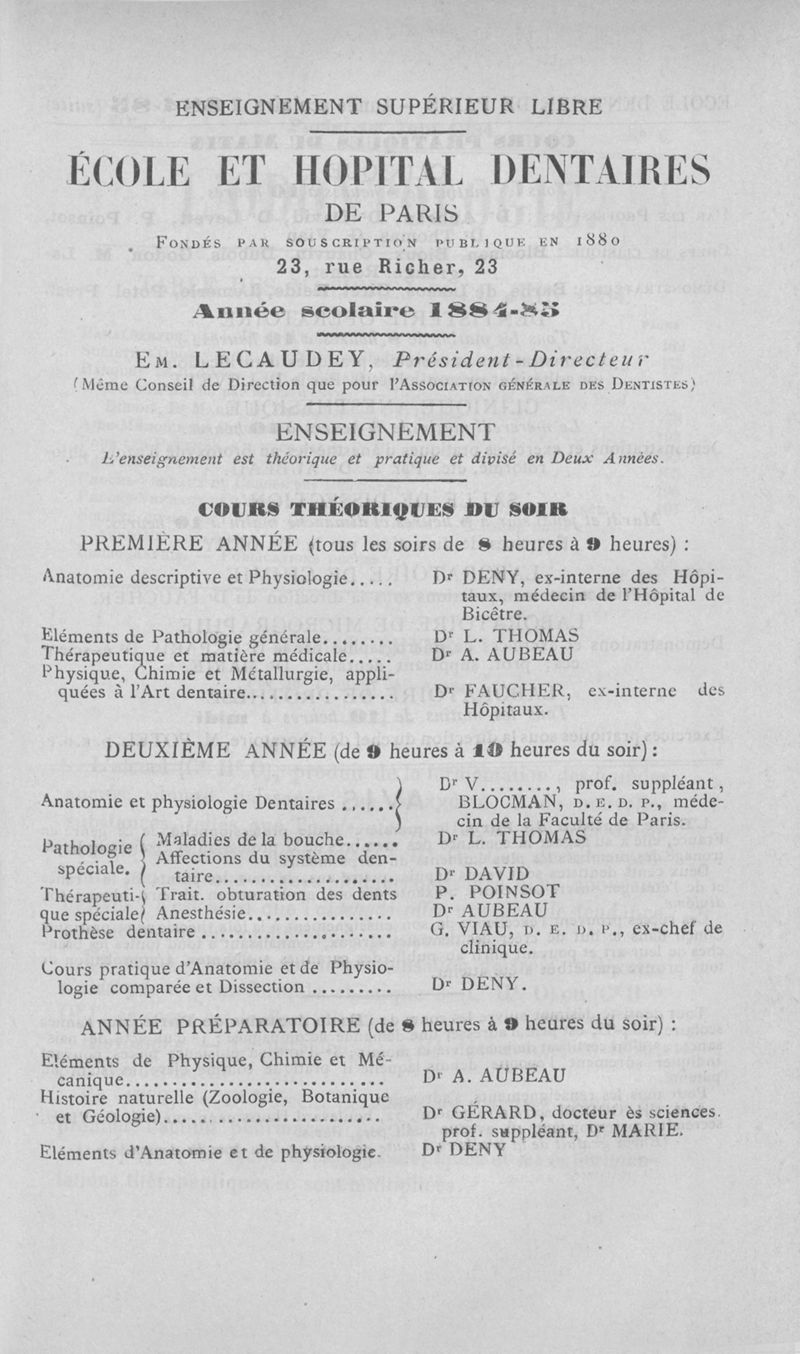 ENSEIGNEMENT SUPÉRIEUR LIBRE
ÉCOLE ET HOPITAL DENTAIRES
DE PARIS
FONDÉS PAR SOUSCRIPTION PUBLIQUE EN 1880
23, rue Richer, 23
Année scolaire 1884-85
EM. LECAUDEY, Président-Directeur
(Même Conseil de Direction que pour l'ASSOCIATION GÉNÉRALE DES DENTISTES)
ENSEIGNEMENT
L'enseignement est théorique et pratique et divisé en Deux Années.
COURS THÉORIQUES DU SOIR
PREMIÈRE ANNÉE (tous les soirs de 8 heures à 9 heures) :
Anatomie descriptive et Physiologie..... Dr DENY, ex-interne des Hôpi-
taux, médecin de l'Hôpital de
Bicêtre.
Eléments de Pathologie générale........ Dr L. THOMAS
Thérapeutique et matière médicale..... Dr A. AUBEAU
Physique, Chimie et Métallurgie, appli-
quées à l'Art dentaire.................. Dr FAUCHER, ex-interne des
Hôpitaux.
DEUXIÈME ANNÉE (de 9 heures à 10 heures du soir) :
Anatomie et physiologie Dentaires ...... } Dr V........., prof. suppléant,
BLOCMAN, D. E. D. P., méde-
cin de la Faculté de Paris.
Pathologie spéciale. { Maladies de la bouche...... Dr L. THOMAS
Affections du système den-
taire................... Dr DAVID
Thérapeuti- { Trait. obturation des dents P. POINSOT
que spéciale { Anesthésie................ Dr AUBEAU
Prothèse dentaire ...................... G. VIAU, D. E. D. P., ex-chef de
clinique.
Cours pratique d'Anatomie et de Physio-
logie comparée et Dissection ......... Dr DENY.
ANNÉE PRÉPARATOIRE (de 8 heures à 9 heures du soir) :
Eléments de Physique, Chimie et Mé-
canique........................... Dr A. AUBEAU
Histoire naturelle (Zoologie, Botanique
et Géologie)........................ Dr GÉRARD, docteur ès sciences.
prof. suppléant, Dr MARIE.
Eléments d'Anatomie et de physiologie. Dr DENY